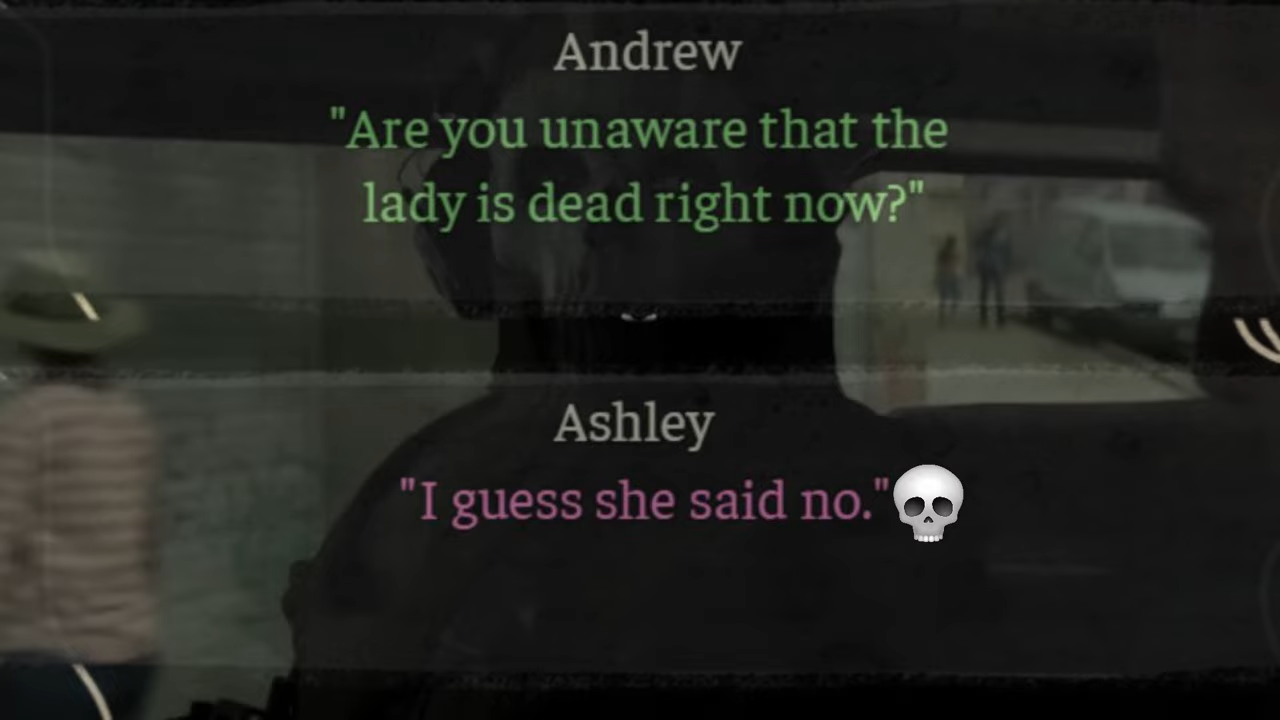 Andrew
"Are you unaware that the
lady is dead right now?"
Ashley
"I guess she said no."💀